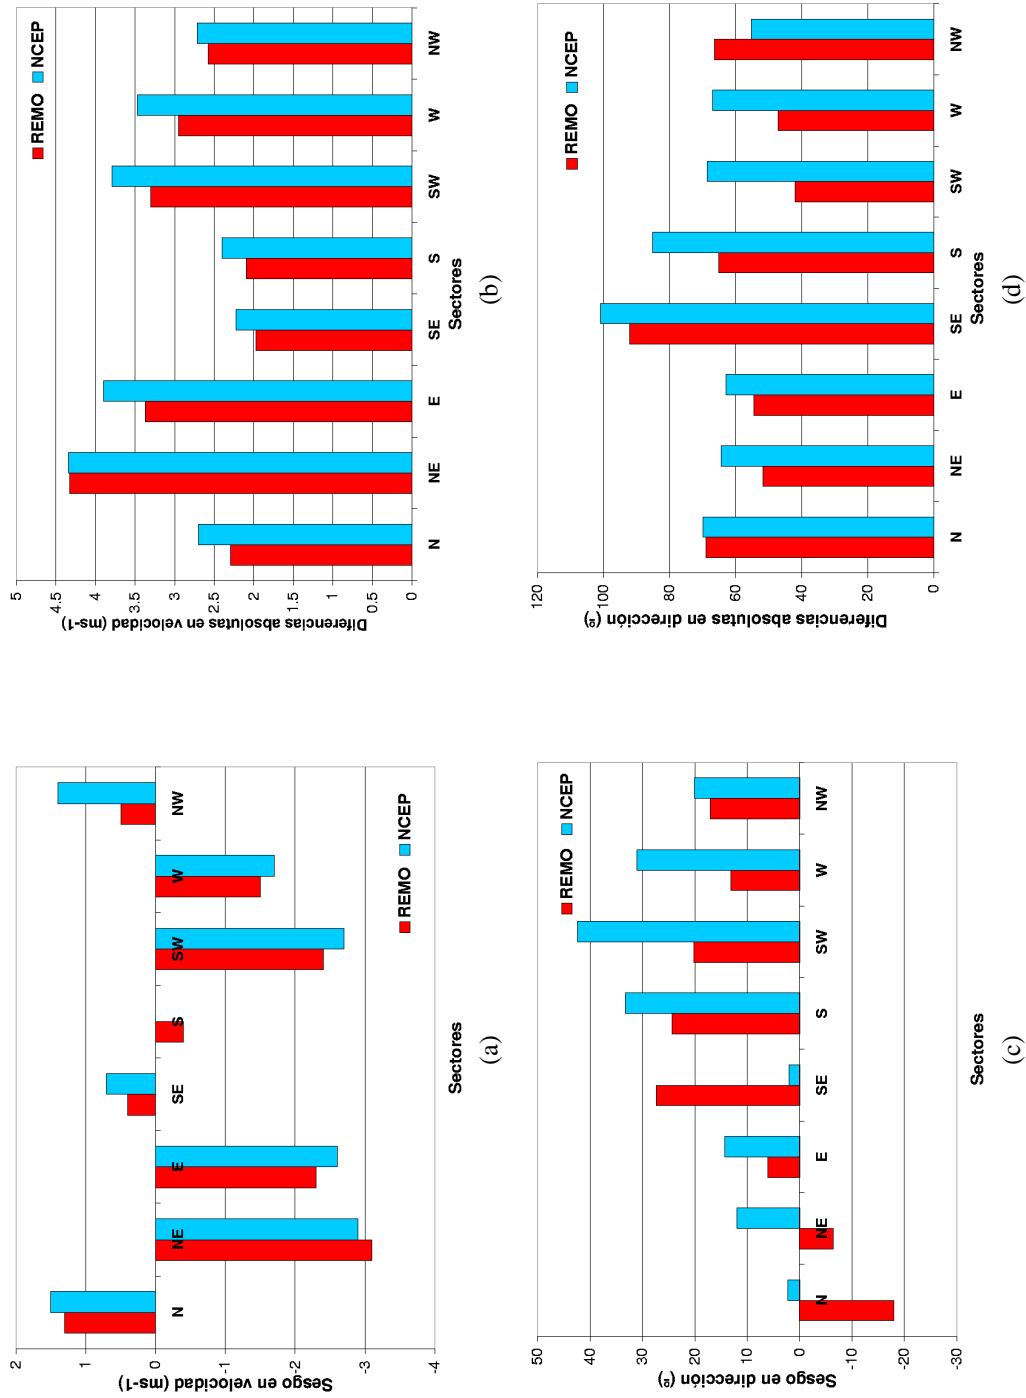 Sesgo en velocidad (ms-1)
2
1
0
-1
-2
-3
-4
N NE E SE S SW W NW
REMO NCEP
Sectores
(a)
Diferencias absolutas en velocidad (ms-1)
5
4.5
4
3.5
3
2.5
2
1.5
1
0.5
0
REMO NCEP
N NE E SE S SW W NW
Sectores
(b)
Sesgo en dirección (º)
50
40
30
20
10
0
-10
-20
-30
REMO NCEP
N NE E SE S SW W NW
Sectores
(c)
Diferencias absolutas en dirección (º)
120
100
80
60
40
20
0
REMO NCEP
N NE E SE S SW W NW
Sectores
(d)